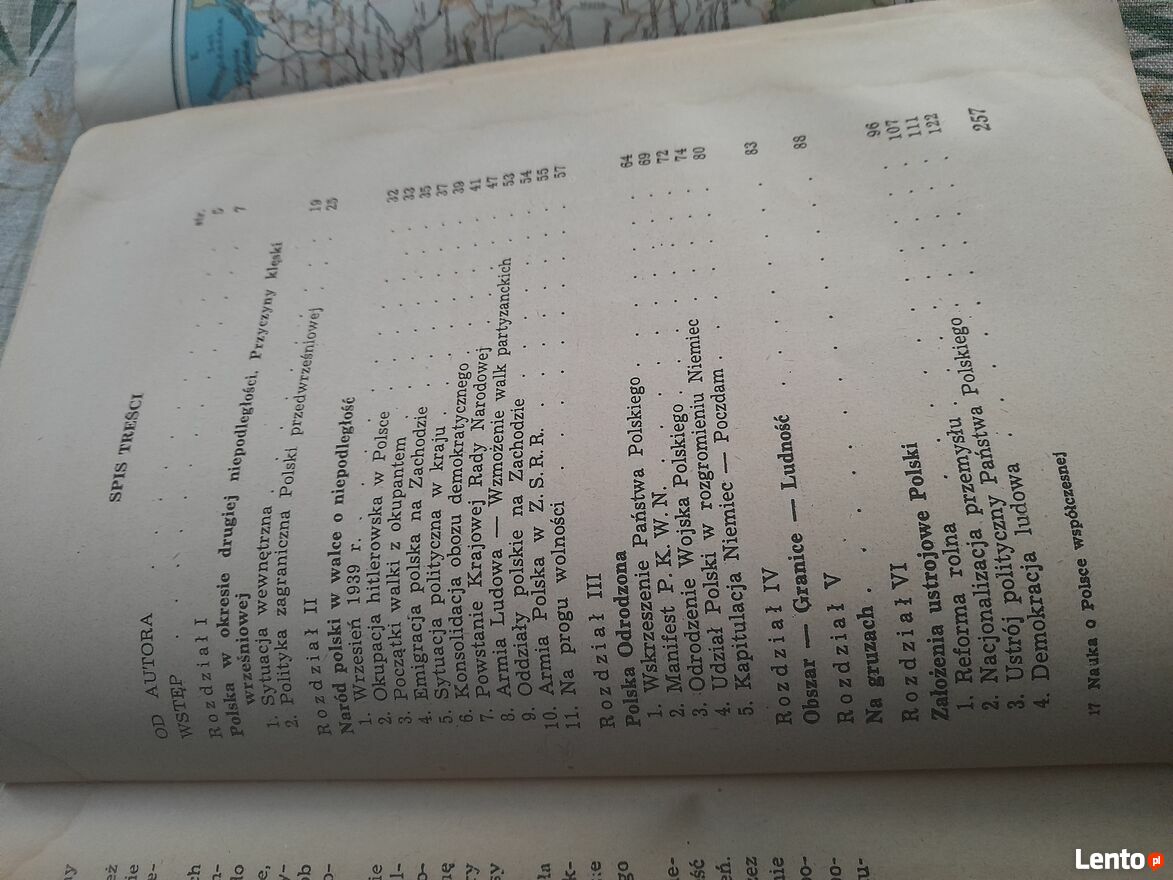 SPIS TREŚCI
str.
OD AUTORA . . . . . . . . 5
WSTĘP . . . . . . . . 7
Rozdział I
Polska w okresie drugiej niepodległości. Przyczyny klęski
wrześniowej
1. Sytuacja wewnętrzna . . . . . . 19
2. Polityka zagraniczna Polski przedwrześniowej . . . 25
Rozdział II
Naród polski w walce o niepodległość
1. Wrzesień 1939 r. . . . . . . 32
2. Okupacja hitlerowska w Polsce . . . . . 33
3. Początki walki z okupantem . . . . . 35
4. Emigracja polska na Zachodzie . . . . . 37
5. Sytuacja polityczna w kraju . . . . . 39
6. Konsolidacja obozu demokratycznego . . . . 41
7. Powstanie Krajowej Rady Narodowej . . . . 47
8. Armia Ludowa — Wzmożenie walk partyzanckich . . 53
9. Oddziały polskie na Zachodzie . . . . . 54
10. Armia Polska w Z. S. R. R. . . . . . 55
11. Na progu wolności . . . . . . 57
Rozdział III
Polska Odrodzona
1. Wskrzeszenie Państwa Polskiego . . . . . 64
2. Manifest P. K. W. N. . . . . . . 69
3. Odrodzenie Wojska Polskiego . . . . . 72
4. Udział Polski w rozgromieniu Niemiec . . . . 74
5. Kapitulacja Niemiec — Poczdam . . . . . 80
Rozdział IV
Obszar — Granice — Ludność . . . . . 83
Rozdział V
Na gruzach . . . . . . . . 88
Rozdział VI
Założenia ustrojowe Polski
1. Reforma rolna . . . . . . . 96
2. Nacjonalizacja przemysłu . . . . . . 107
3. Ustrój polityczny Państwa Polskiego . . . . 111
4. Demokracja ludowa . . . . . . 122
17 Nauka o Polsce współczesnej 257
Lento pl